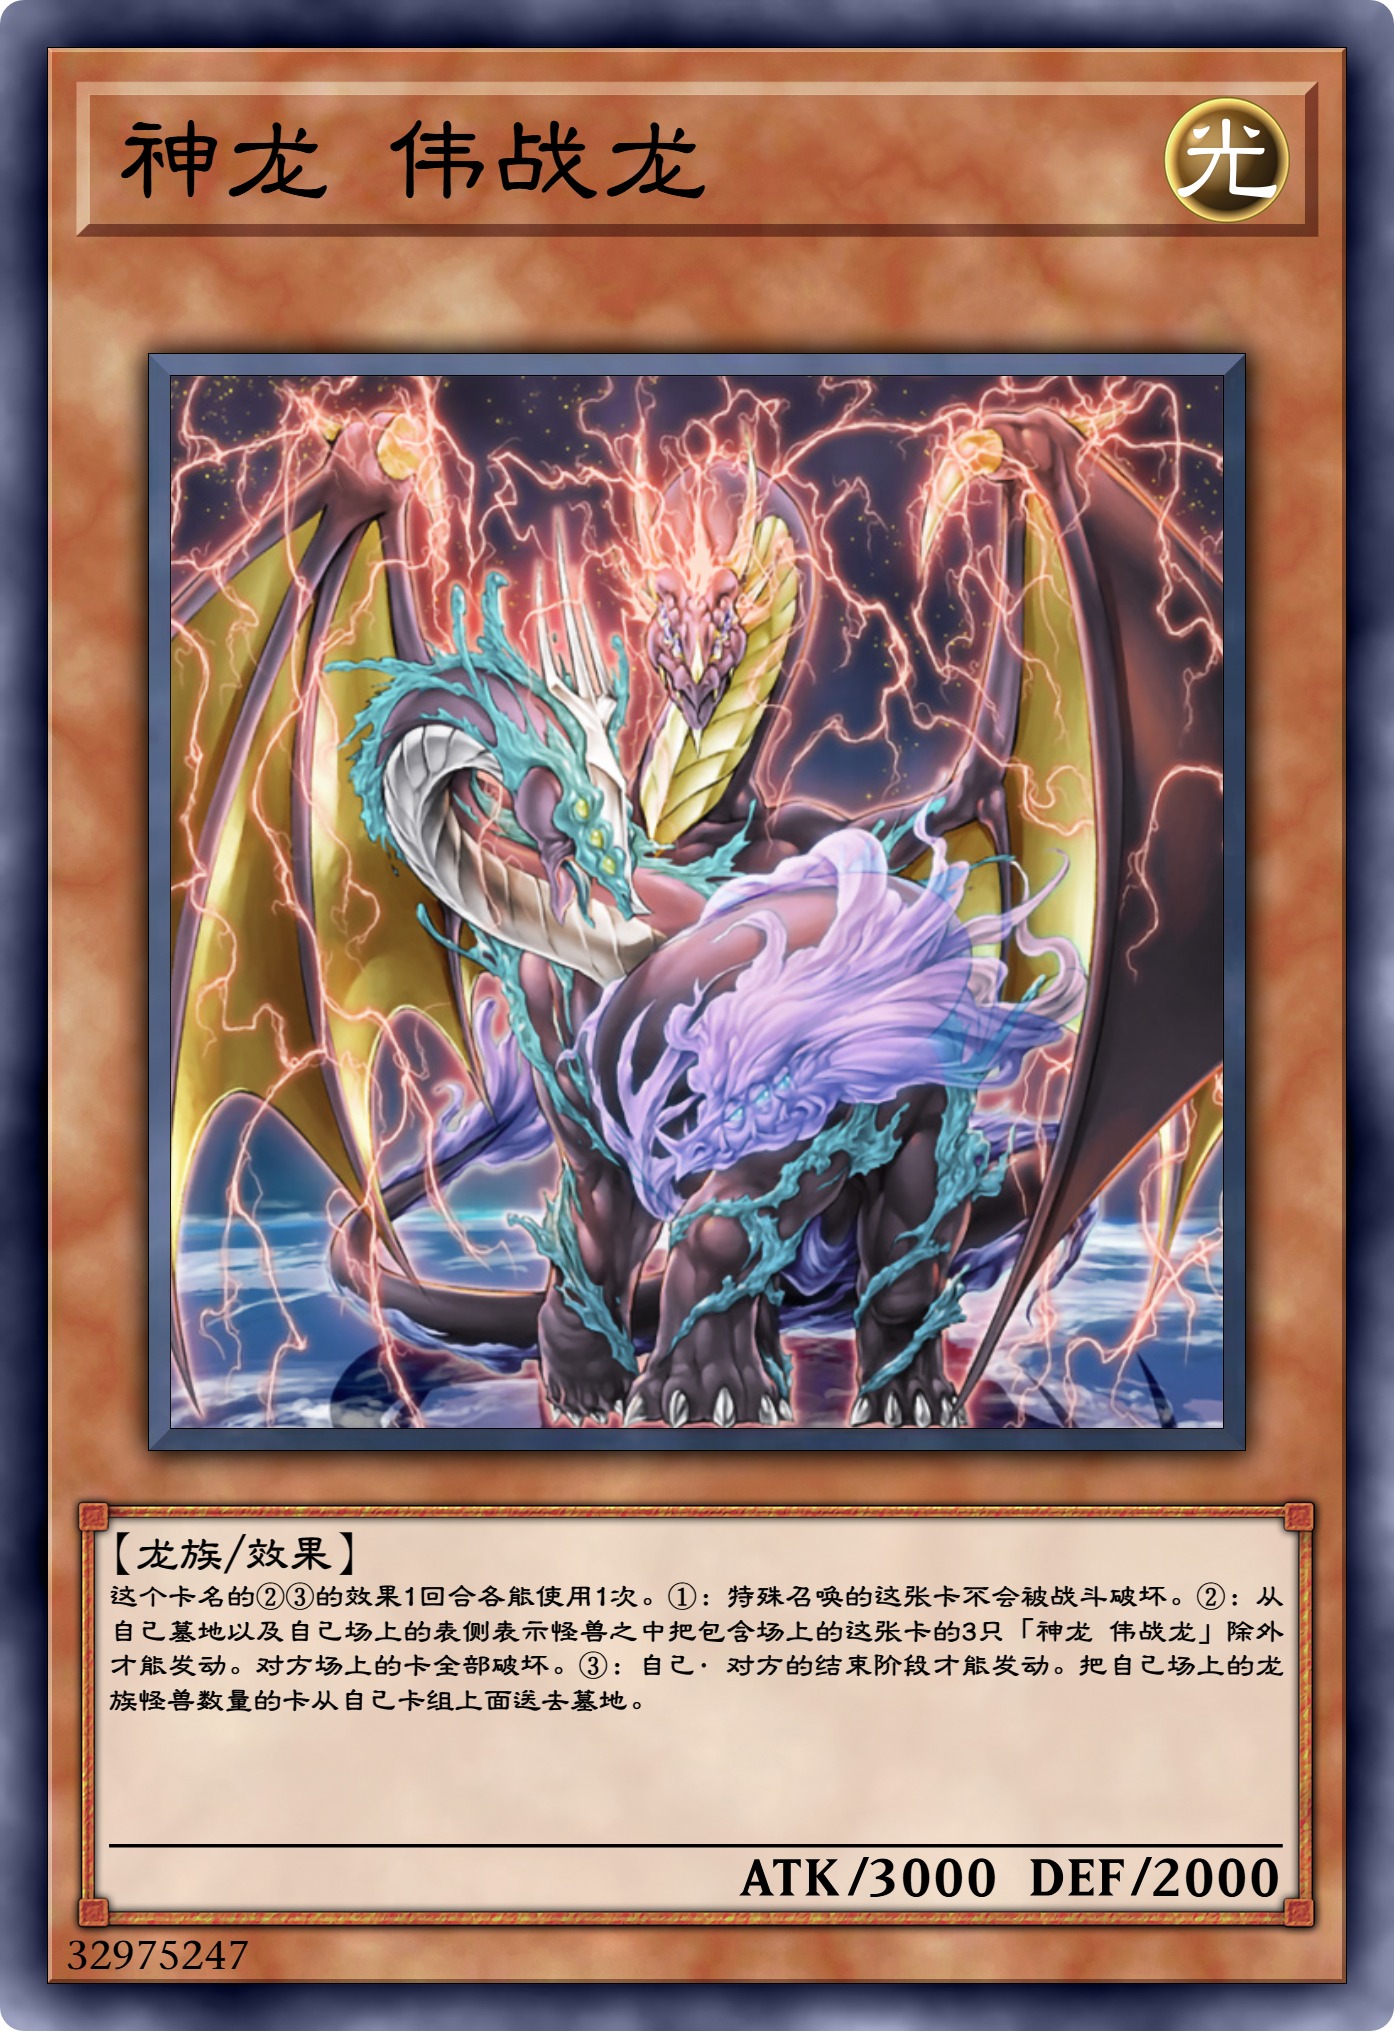 神龙 伟战龙
光
【龙族/效果】
这个卡名的②③的效果1回合各能使用1次。①：特殊召唤的这张卡不会被战斗破坏。②：从
自己墓地以及自己场上的表侧表示怪兽之中把包含场上的这张卡的3只「神龙 伟战龙」除外
才能发动。对方场上的卡全部破坏。③：自己·对方的结束阶段才能发动。把自己场上的龙
族怪兽数量的卡从自己卡组上面送去墓地。
ATK/3000 DEF/2000
32975247